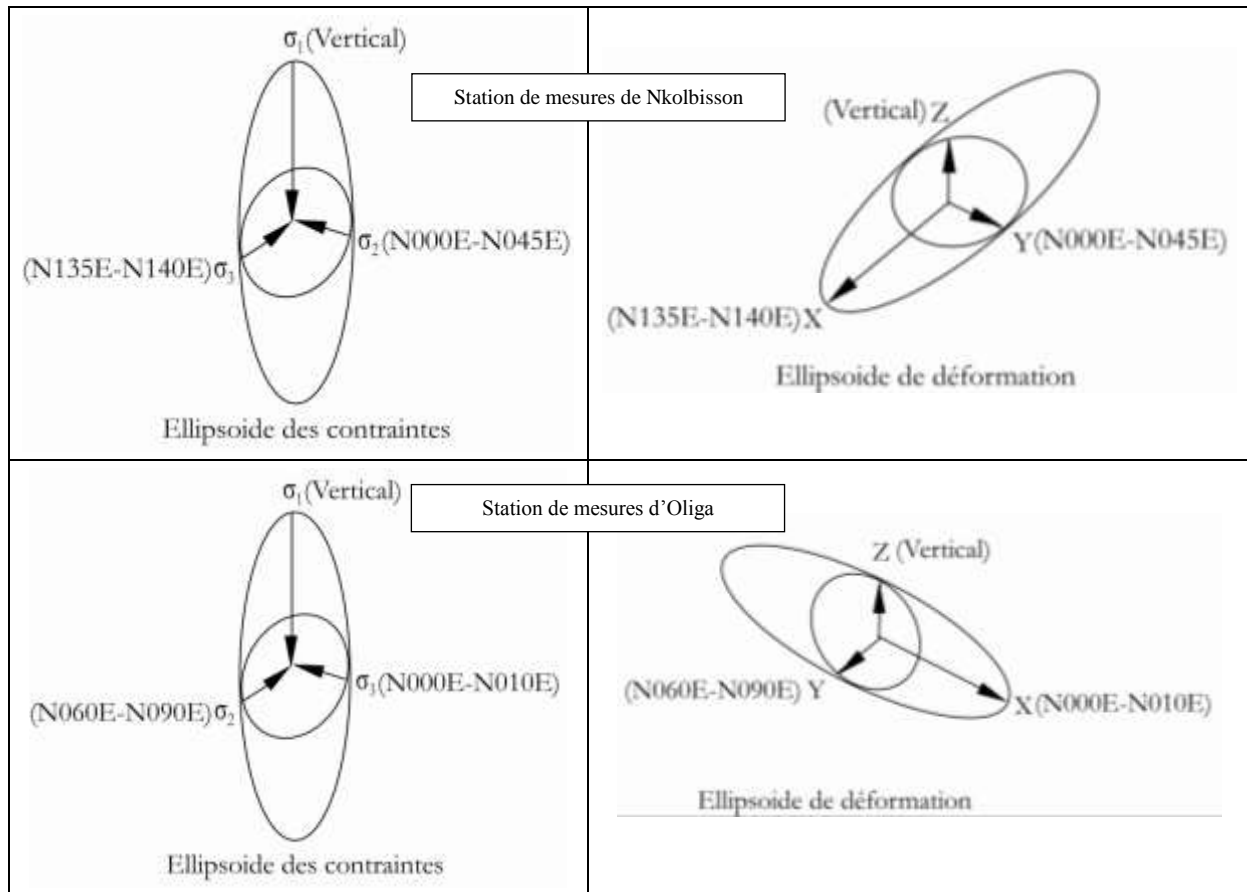 σ₁(Vertical)
Station de mesures de Nkolbisson
(Vertical) Z
σ₂(N000E-N045E)
(N135E-N140E)σ₃
Y(N000E-N045E)
(N135E-N140E)X
Ellipsoide des contraintes
Ellipsoide de déformation
σ₁(Vertical)
Station de mesures d’Oliga
Z (Vertical)
σ₃(N000E-N010E)
(N060E-N090E)σ₂
(N060E-N090E) Y
X(N000E-N010E)
Ellipsoide des contraintes
Ellipsoide de déformation